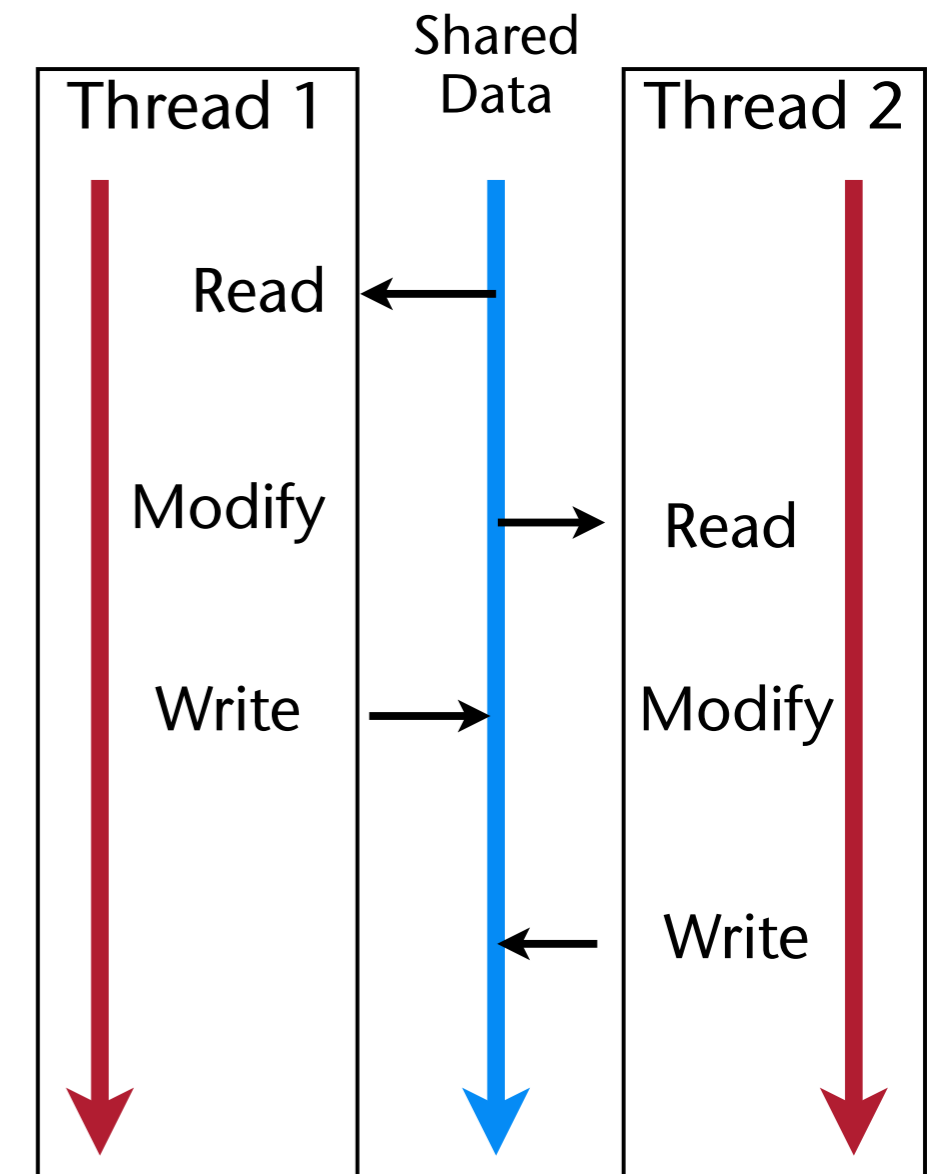 Shared
Data
Thread 1
Thread 2
Read
Modify
Read
Write
Modify
Write